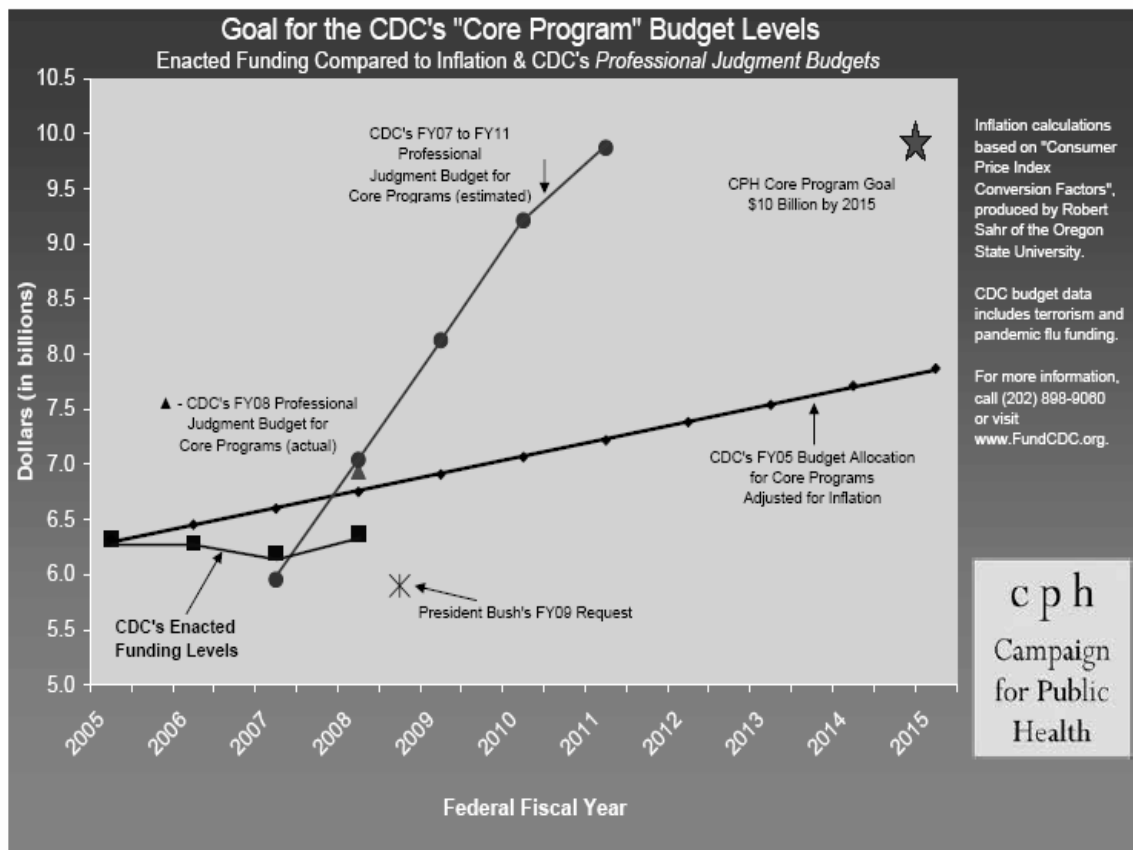 Goal for the CDC's "Core Program" Budget Levels
Enacted Funding Compared to Inflation & CDC's Professional Judgment Budgets
Dollars (in billions)
10.5
10.0
9.5
9.0
8.5
8.0
7.5
7.0
6.5
6.0
5.5
5.0
CDC's FY07 to FY11
Professional
Judgment Budget for
Core Programs (estimated)
CPH Core Program Goal
$10 Billion by 2015
▲ - CDC's FY08 Professional
Judgment Budget for
Core Programs (actual)
CDC's FY05 Budget Allocation
for Core Programs
Adjusted for Inflation
President Bush's FY09 Request
CDC's Enacted
Funding Levels
2005
2006
2007
2008
2009
2010
2011
2012
2013
2014
2015
Federal Fiscal Year
Inflation calculations
based on "Consumer
Price Index
Conversion Factors",
produced by Robert
Sahr of the Oregon
State University.
CDC budget data
includes terrorism and
pandemic flu funding.
For more information,
call (202) 898-9060
or visit
www.FundCDC.org.
c p h
Campaign
for Public
Health